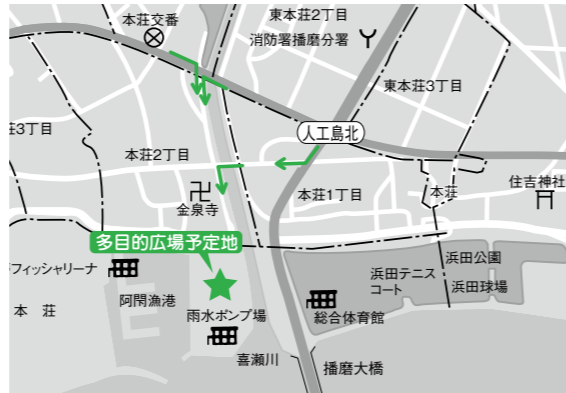 本荘交番
東本荘2丁目
消防署播磨分署
東本荘3丁目
荘3丁目
人工島北
本荘2丁目
本荘1丁目
本荘
住吉神社
金泉寺
多目的広場予定地
フィッシャリーナ
阿閇漁港
本 荘
雨水ポンプ場
総合体育館
浜田テニス
コート
浜田公園
浜田球場
喜瀬川
播磨大橋